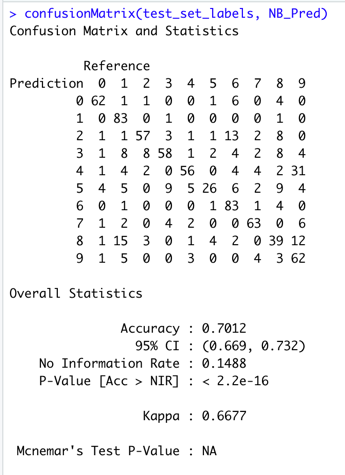 > confusionMatrix(test_set_labels, NB_Pred)
Confusion Matrix and Statistics
Reference
Prediction 0 1 2 3 4 5 6 7 8 9
0 62 1 1 0 0 1 6 0 4 0
1 0 83 0 1 0 0 0 0 1 0
2 1 1 57 3 1 1 13 2 8 0
3 1 8 8 58 1 2 4 2 8 4
4 1 4 2 0 56 0 4 4 2 31
5 4 5 0 9 5 26 6 2 9 4
6 0 1 0 0 0 1 83 1 4 0
7 1 2 0 4 2 0 0 63 0 6
8 1 15 3 0 1 4 2 0 39 12
9 1 5 0 0 3 0 0 4 3 62
Overall Statistics
Accuracy : 0.7012
95% CI : (0.669, 0.732)
No Information Rate : 0.1488
P-Value [Acc > NIR] : < 2.2e-16
Kappa : 0.6677
Mcnemar's Test P-Value : NA